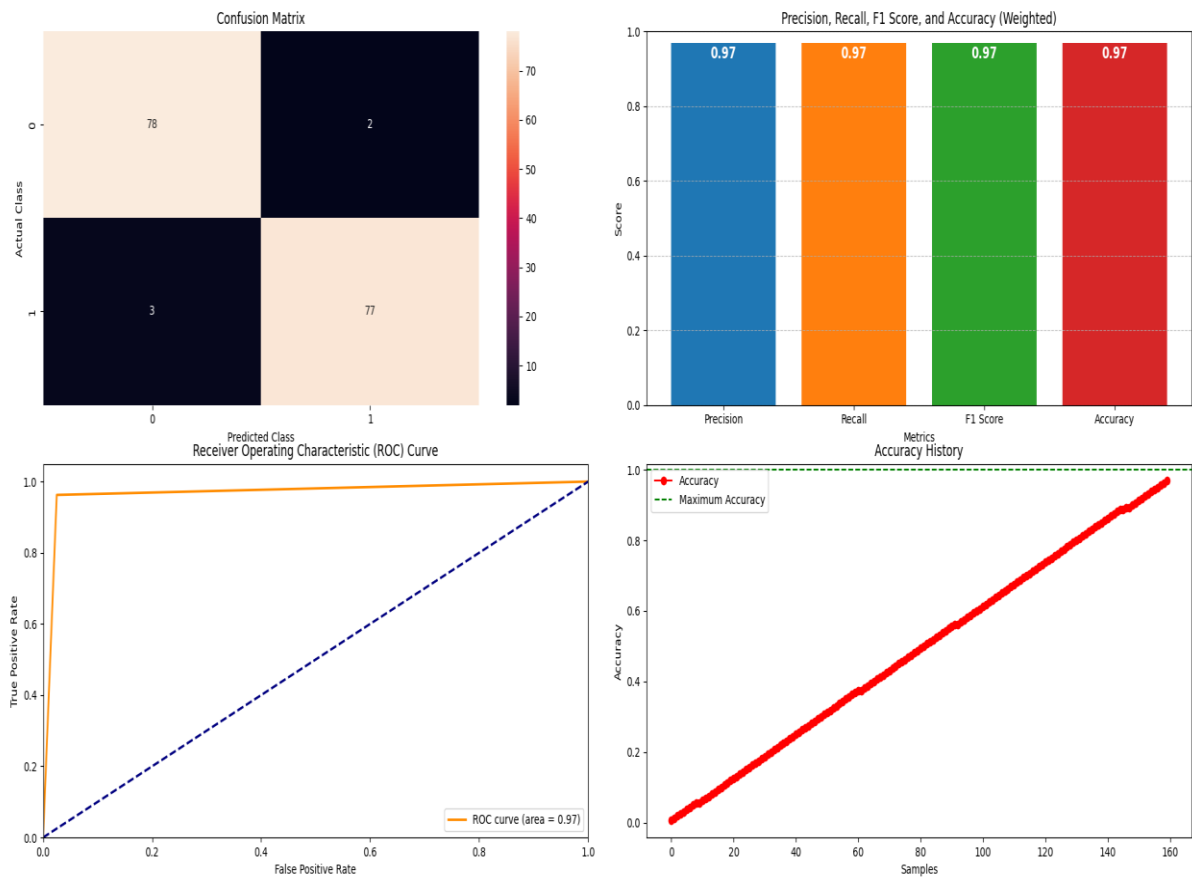 Confusion Matrix
78
2
3
77
0
1
Actual Class
0
1
Predicted Class
70
60
50
40
30
20
10
Precision, Recall, F1 Score, and Accuracy (Weighted)
1.0
0.8
0.6
0.4
0.2
0.0
Score
0.97
0.97
0.97
0.97
Precision
Recall
F1 Score
Accuracy
Metrics
Receiver Operating Characteristic (ROC) Curve
1.0
0.8
0.6
0.4
0.2
0.0
True Positive Rate
ROC curve (area = 0.97)
0.0
0.2
0.4
0.6
0.8
1.0
False Positive Rate
Accuracy History
1.0
0.8
0.6
0.4
0.2
0.0
Accuracy
Accuracy
Maximum Accuracy
0
20
40
60
80
100
120
140
160
Samples